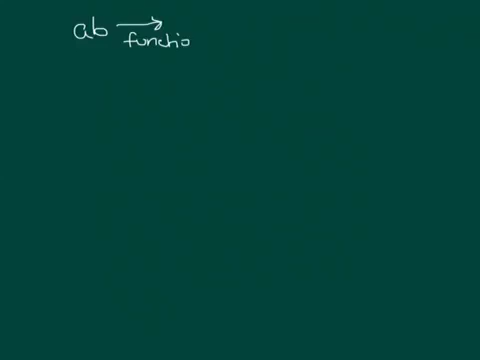 ab →
functio